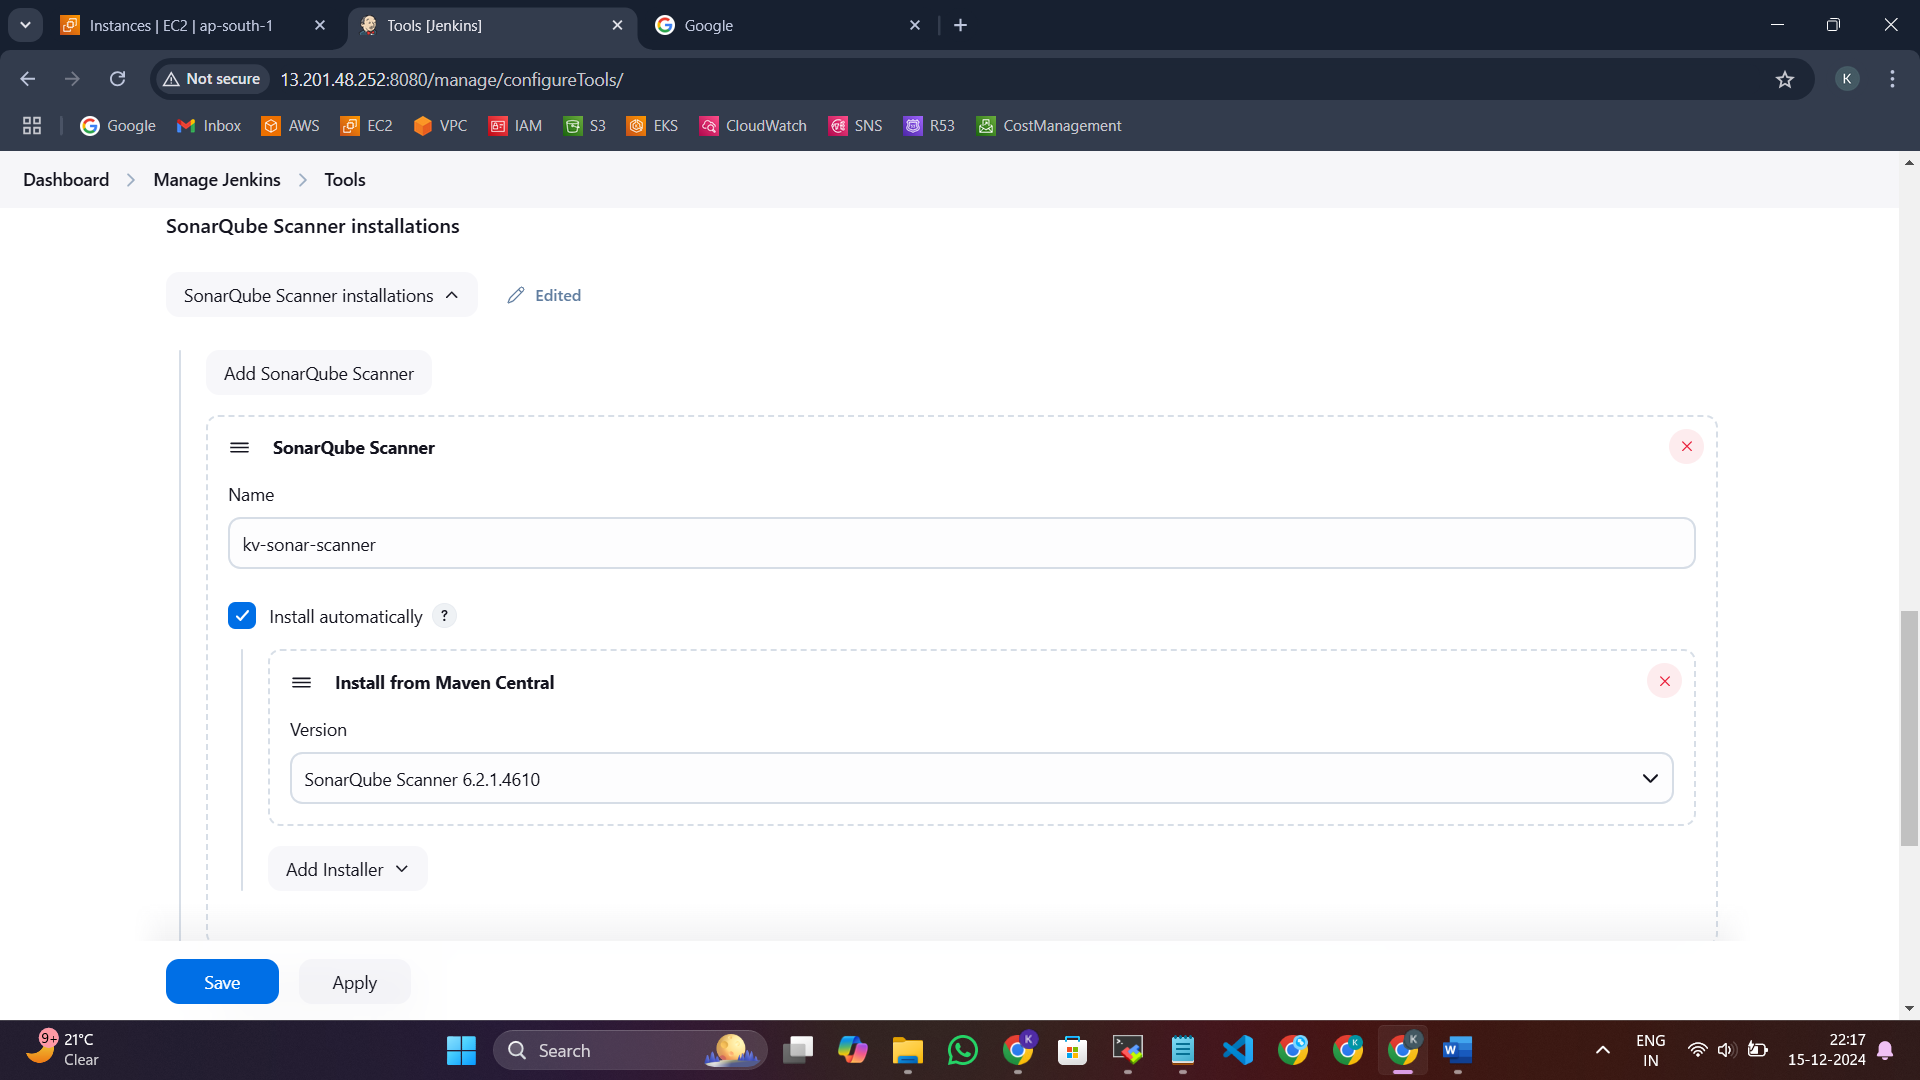 Instances | EC2 | ap-south-1
Tools [Jenkins]
Google
Not secure
13.201.48.252:8080/manage/configureTools/
K
Google
Inbox
AWS
EC2
VPC
IAM
S3
EKS
CloudWatch
SNS
R53
CostManagement
Dashboard
Manage Jenkins
Tools
SonarQube Scanner installations
SonarQube Scanner installations
Edited
Add SonarQube Scanner
SonarQube Scanner
Name
kv-sonar-scanner
Install automatically ?
Install from Maven Central
Version
SonarQube Scanner 6.2.1.4610
Add Installer
Save
Apply
9+
21°C
Clear
Search
K
K
K
W
ENG
IN
22:17
15-12-2024